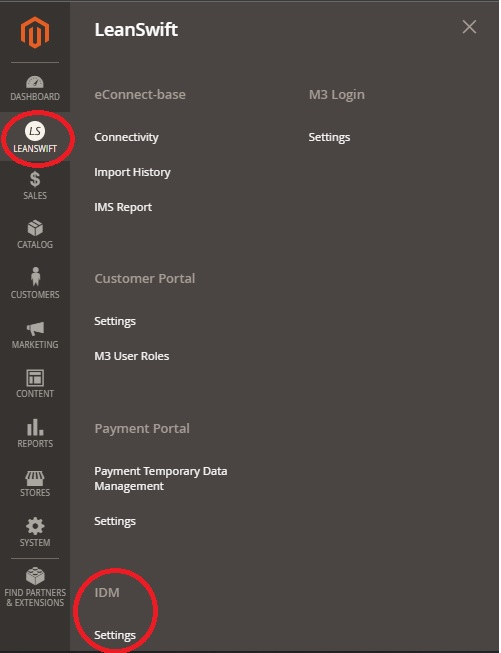 LeanSwift
DASHBOARD
LS
LEANSWIFT
SALES
CATALOG
CUSTOMERS
MARKETING
CONTENT
REPORTS
STORES
SYSTEM
FIND PARTNERS
& EXTENSIONS
eConnect-base
Connectivity
Import History
IMS Report
M3 Login
Settings
Customer Portal
Settings
M3 User Roles
Payment Portal
Payment Temporary Data
Management
Settings
IDM
Settings